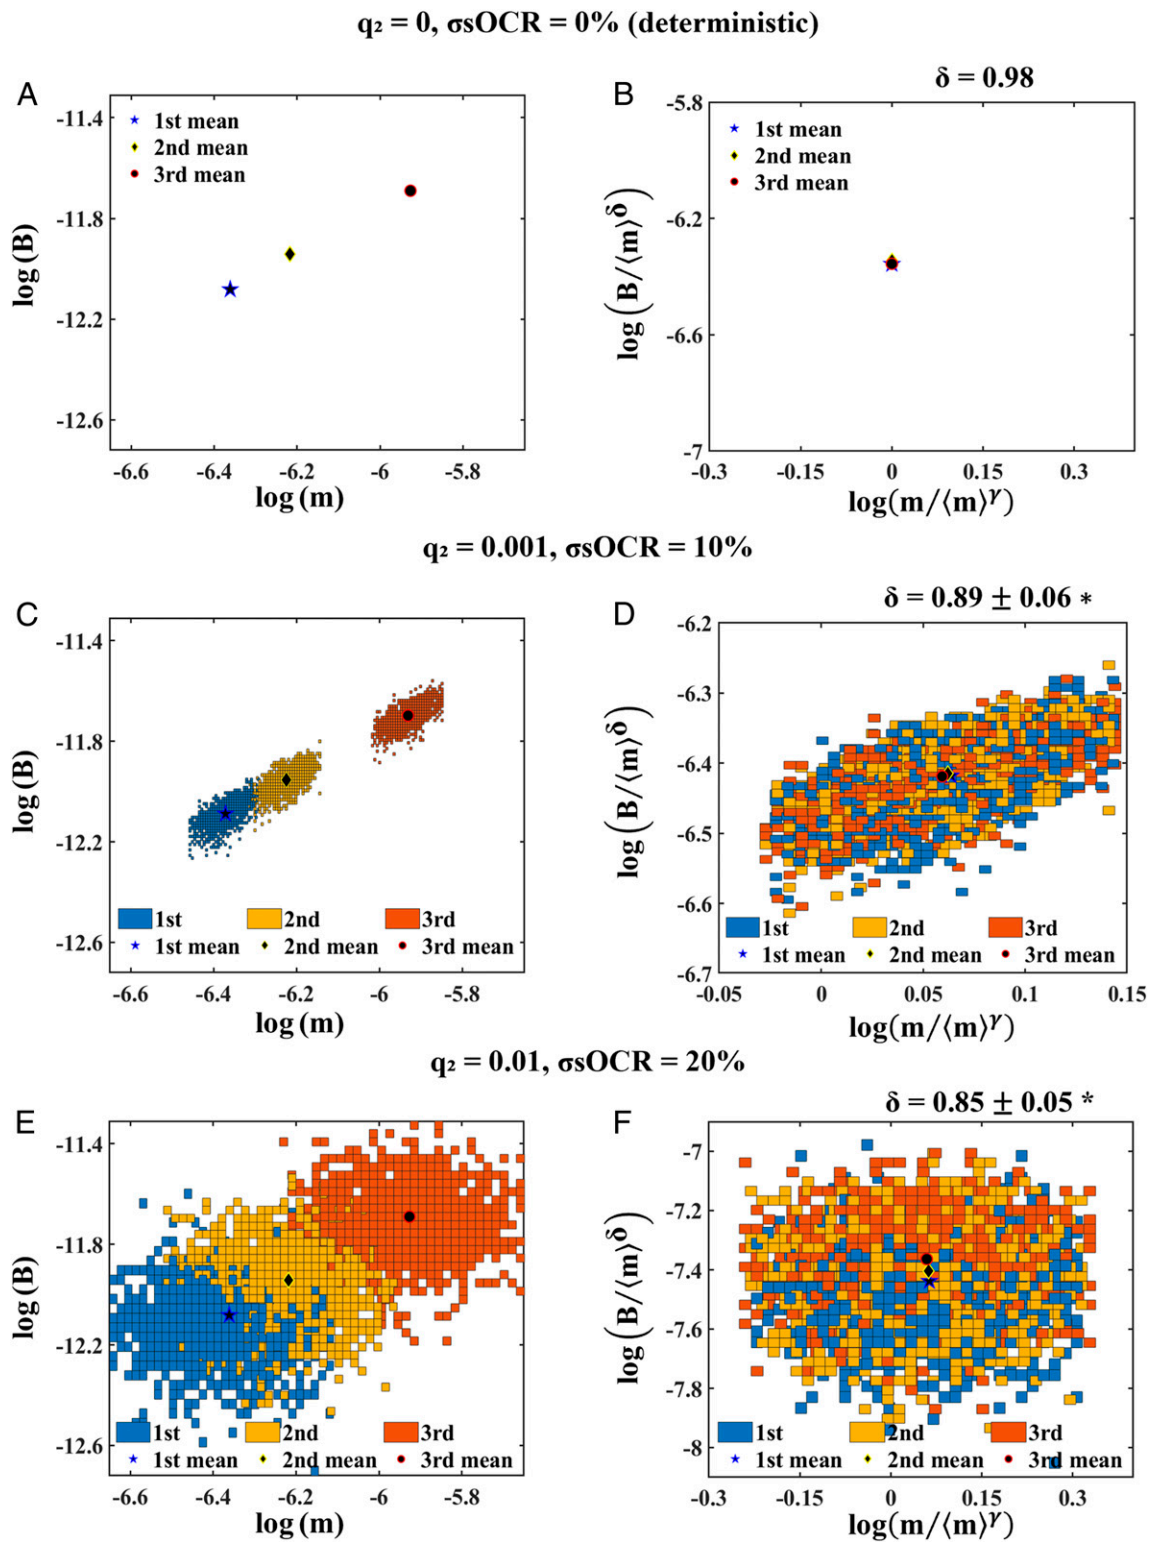 q₂ = 0, σsOCR = 0% (deterministic)
A
-11.4
-11.8
-12.2
-12.6
log (B)
1st mean
2nd mean
3rd mean
-6.6 -6.4 -6.2 -6 -5.8
log (m)
B
δ = 0.98
-5.8
-6.2
-6.6
-7
log (B/⟨m⟩^δ)
1st mean
2nd mean
3rd mean
-0.3 -0.15 0 0.15 0.3
log(m/⟨m⟩^γ)
q₂ = 0.001, σsOCR = 10%
C
-11.4
-11.8
-12.2
-12.6
log (B)
1st 2nd 3rd
1st mean 2nd mean 3rd mean
-6.6 -6.4 -6.2 -6 -5.8
log (m)
D
δ = 0.89 ± 0.06 *
-6.2
-6.3
-6.4
-6.5
-6.6
-6.7
log (B/⟨m⟩^δ)
1st 2nd 3rd
1st mean 2nd mean 3rd mean
-0.05 0 0.05 0.1 0.15
log(m/⟨m⟩^γ)
q₂ = 0.01, σsOCR = 20%
E
-11.4
-11.8
-12.2
-12.6
log (B)
1st 2nd 3rd
1st mean 2nd mean 3rd mean
-6.6 -6.4 -6.2 -6 -5.8
log (m)
F
δ = 0.85 ± 0.05 *
-7
-7.2
-7.4
-7.6
-7.8
-8
log (B/⟨m⟩^δ)
1st 2nd 3rd
1st mean 2nd mean 3rd mean
-0.3 -0.15 0 0.15 0.3
log(m/⟨m⟩^γ)